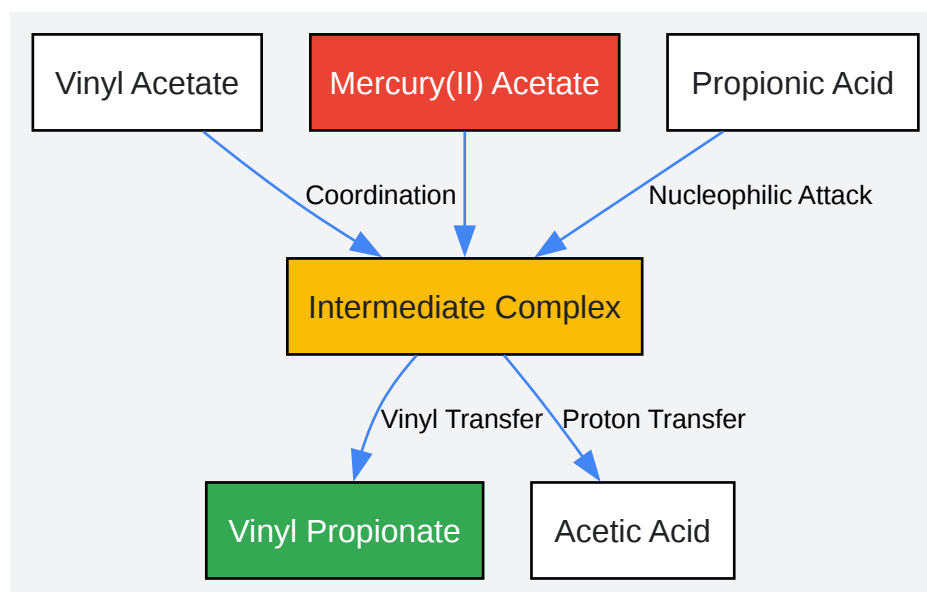 Vinyl Acetate
Mercury(II) Acetate
Propionic Acid
Coordination
Nucleophilic Attack
Intermediate Complex
Vinyl Transfer
Proton Transfer
Vinyl Propionate
Acetic Acid